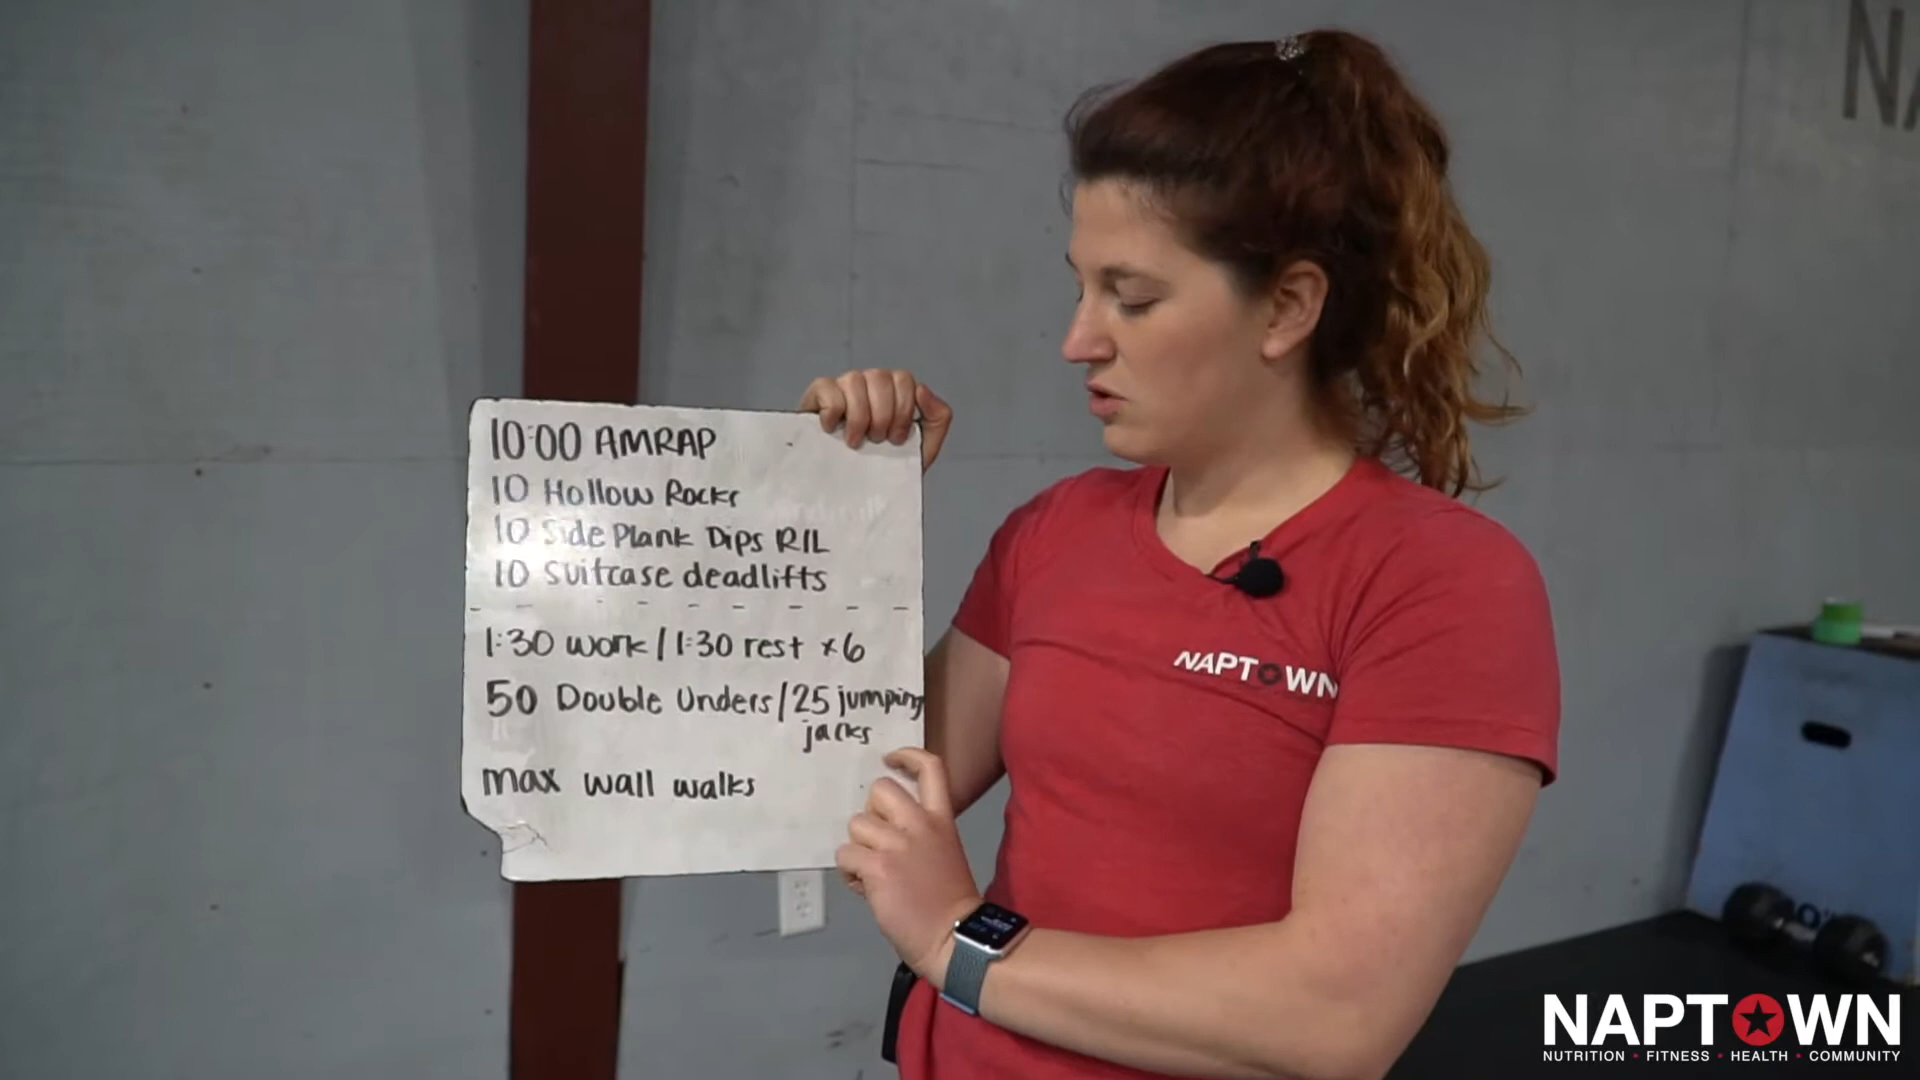 10:00 AMRAP
10 Hollow Rocks
10 Side Plank Dips R/L
10 suitcase deadlifts
1:30 work / 1:30 rest x6
50 Double Unders / 25 jumping
jacks
max wall walks
NAPTOWN
NA
NAPTOWN
NUTRITION • FITNESS • HEALTH • COMMUNITY